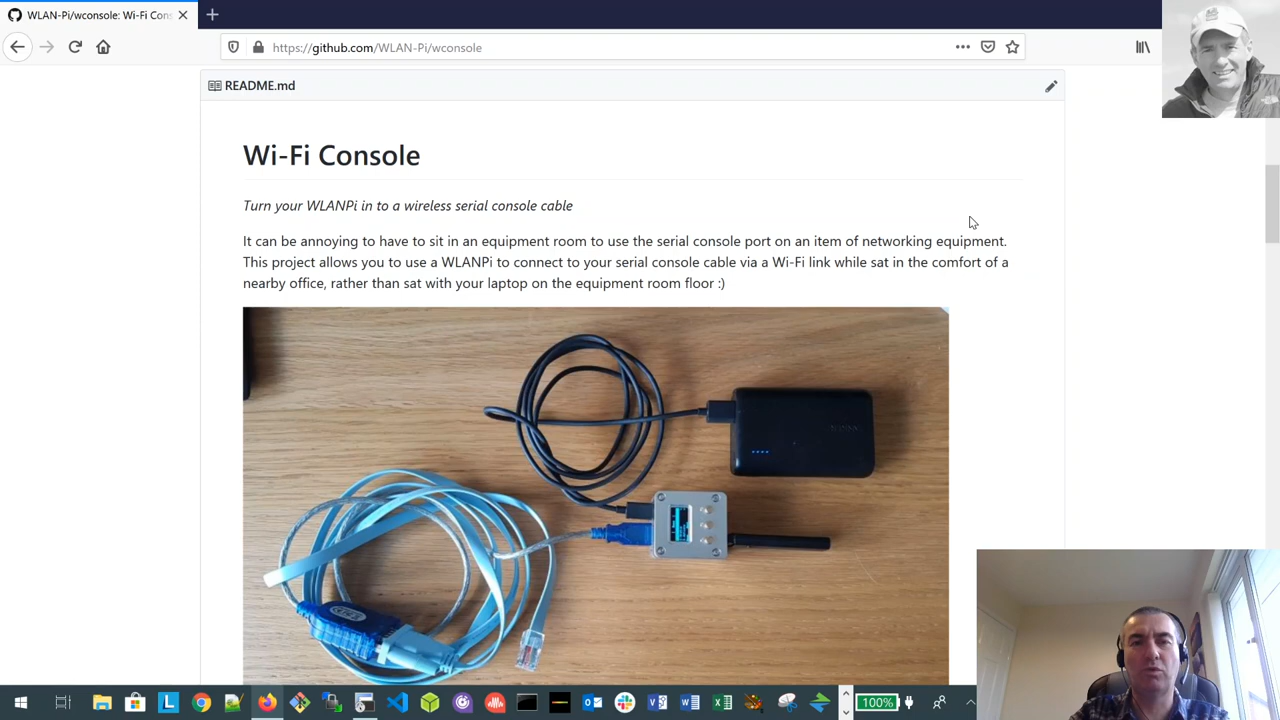 WLAN-Pi/wconsole: Wi-Fi Cons
https://github.com/WLAN-Pi/wconsole
README.md
Wi-Fi Console
Turn your WLANPi in to a wireless serial console cable
It can be annoying to have to sit in an equipment room to use the serial console port on an item of networking equipment.
This project allows you to use a WLANPi to connect to your serial console cable via a Wi-Fi link while sat in the comfort of a
nearby office, rather than sat with your laptop on the equipment room floor :)
100%